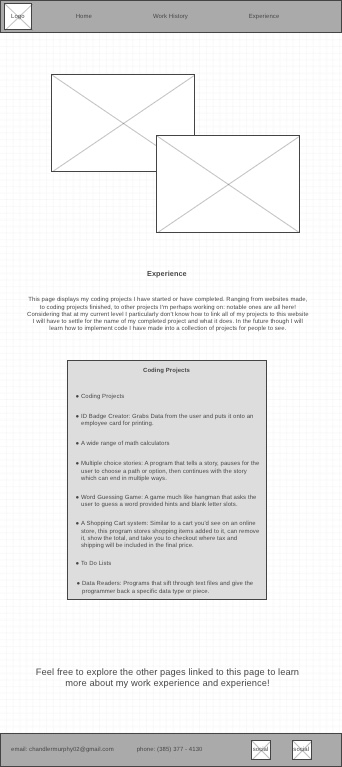 Logo Home Work History Experience
Experience
This page displays my coding projects I have started or have completed. Ranging from websites made,
to coding projects finished, to other projects I'm perhaps working on: notable ones are all here!
Considering that at my current level I particularly don't know how to link all of my projects to this website
I will have to settle for the name of my completed project and what it does. In the future though I will
learn how to implement code I have made into a collection of projects for people to see.
Coding Projects
● Coding Projects
● ID Badge Creator: Grabs Data from the user and puts it onto an
employee card for printing.
● A wide range of math calculators
● Multiple choice stories: A program that tells a story, pauses for the
user to choose a path or option, then continues with the story
which can end in multiple ways.
● Word Guessing Game: A game much like hangman that asks the
user to guess a word provided hints and blank letter slots.
● A Shopping Cart system: Similar to a cart you'd see on an online
store, this program stores shopping items added to it, can remove
it, show the total, and take you to checkout where tax and
shipping will be included in the final price.
● To Do Lists
● Data Readers: Programs that sift through text files and give the
programmer back a specific data type or piece.
Feel free to explore the other pages linked to this page to learn
more about my work experience and experience!
email: chandlermurphy02@gmail.com phone: (385) 377 - 4130 social social